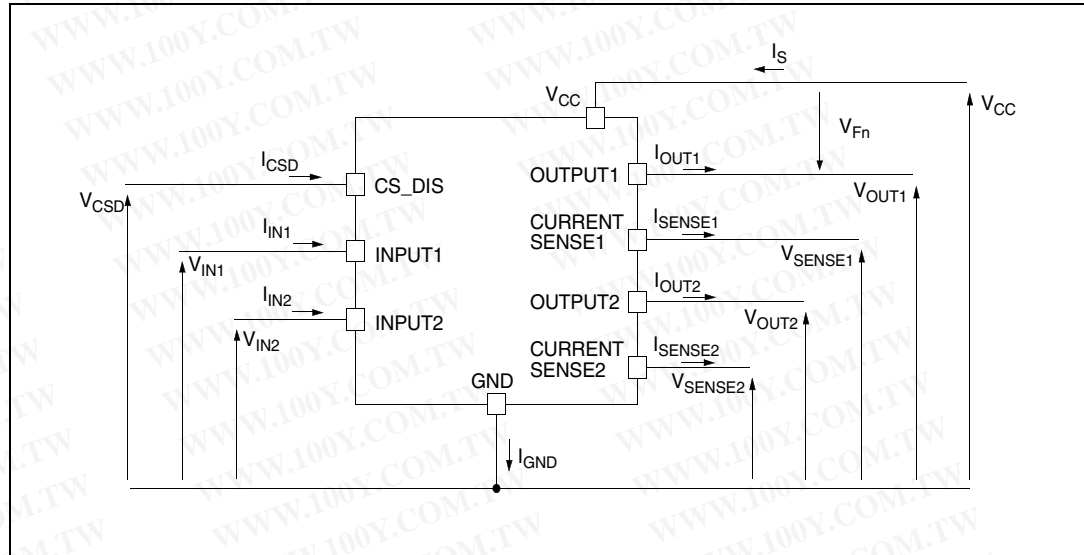 I_S
V_CC
V_CC
V_Fn
I_CSD
CS_DIS
V_CSD
I_OUT1
OUTPUT1
V_OUT1
I_IN1
INPUT1
V_IN1
I_SENSE1
CURRENT
SENSE1
V_SENSE1
I_IN2
INPUT2
V_IN2
I_OUT2
OUTPUT2
V_OUT2
I_SENSE2
CURRENT
SENSE2
V_SENSE2
GND
I_GND
WWW.100Y.COM.TW